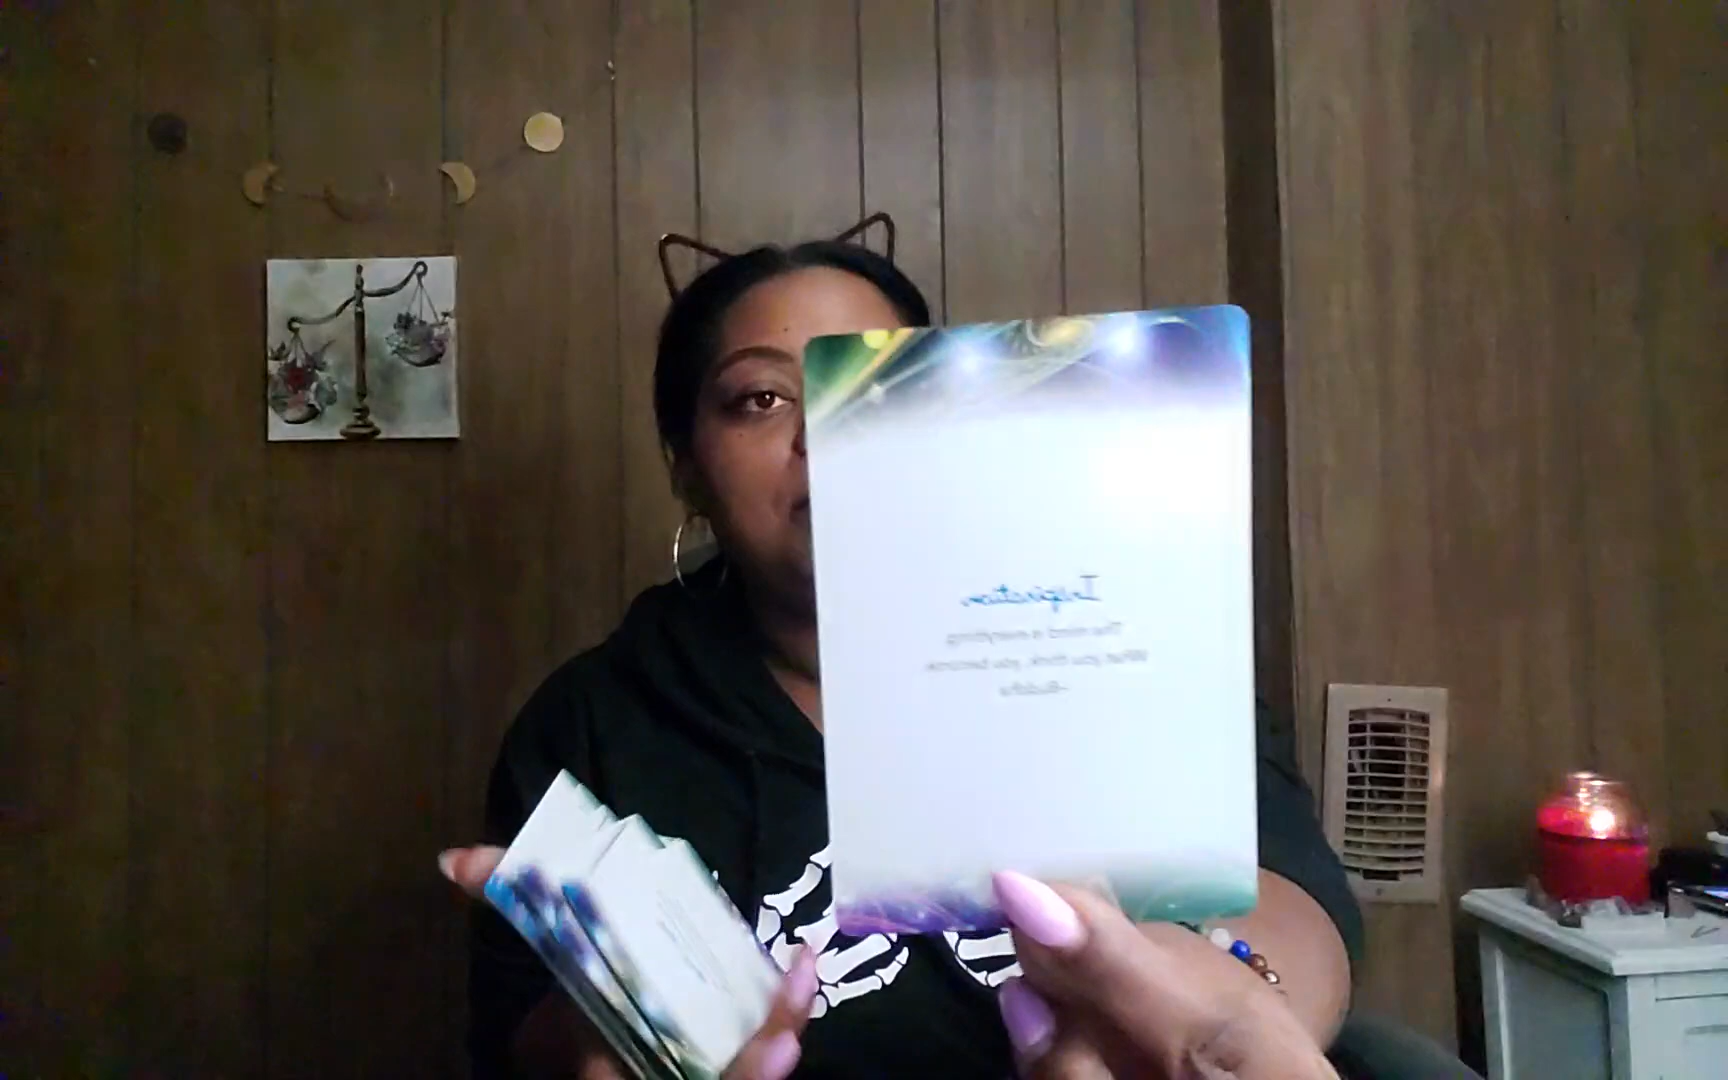 Inspiration
The mind is everything
What you think, you become
-Buddha